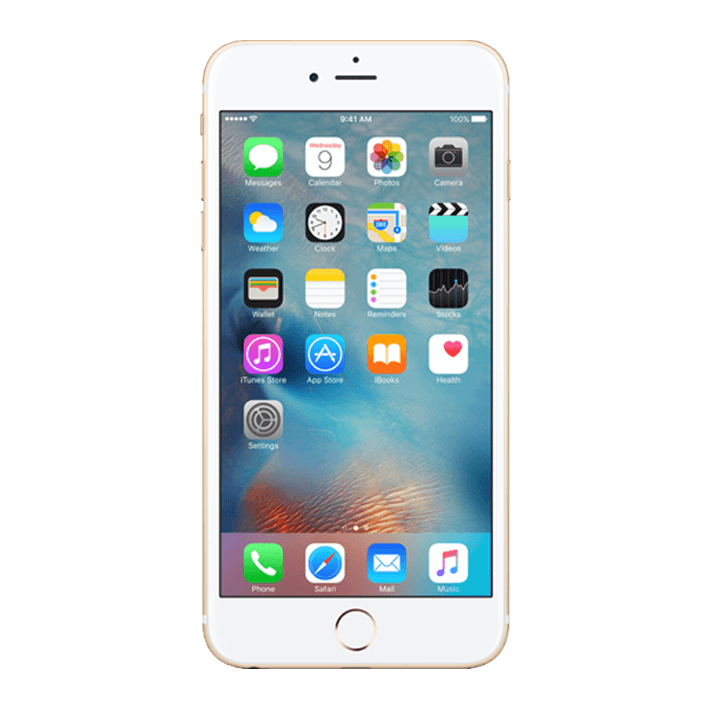 9:41 AM 100%
Wednesday
9
Messages Calendar Photos Camera
280
Weather Clock Maps Videos
Wallet Notes Reminders Stocks
iTunes Store App Store iBooks Health
Settings
Phone Safari Mail Music